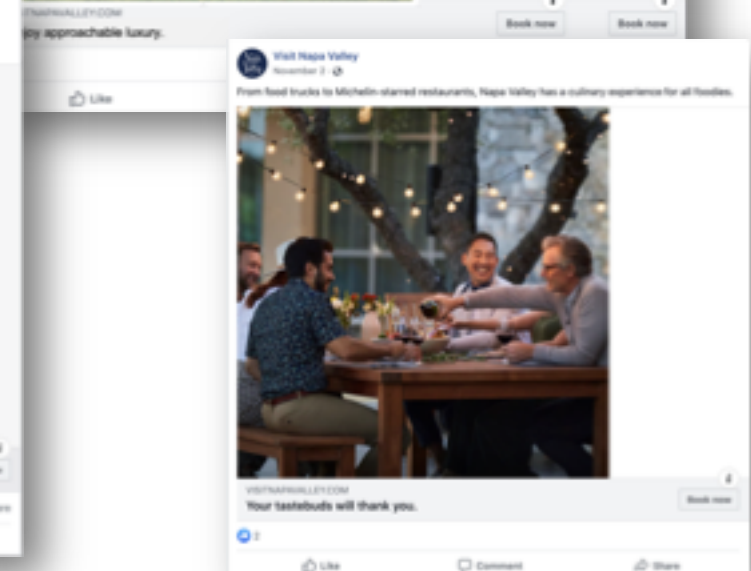 VISITNAPAVALLEY.COM
joy approachable luxury.
Book now
Book now
Like
Visit Napa Valley
November 2
From food trucks to Michelin-starred restaurants, Napa Valley has a culinary experience for all foodies.
VISITNAPAVALLEY.COM
Your tastebuds will thank you.
Book now
2
Like
Comment
Share